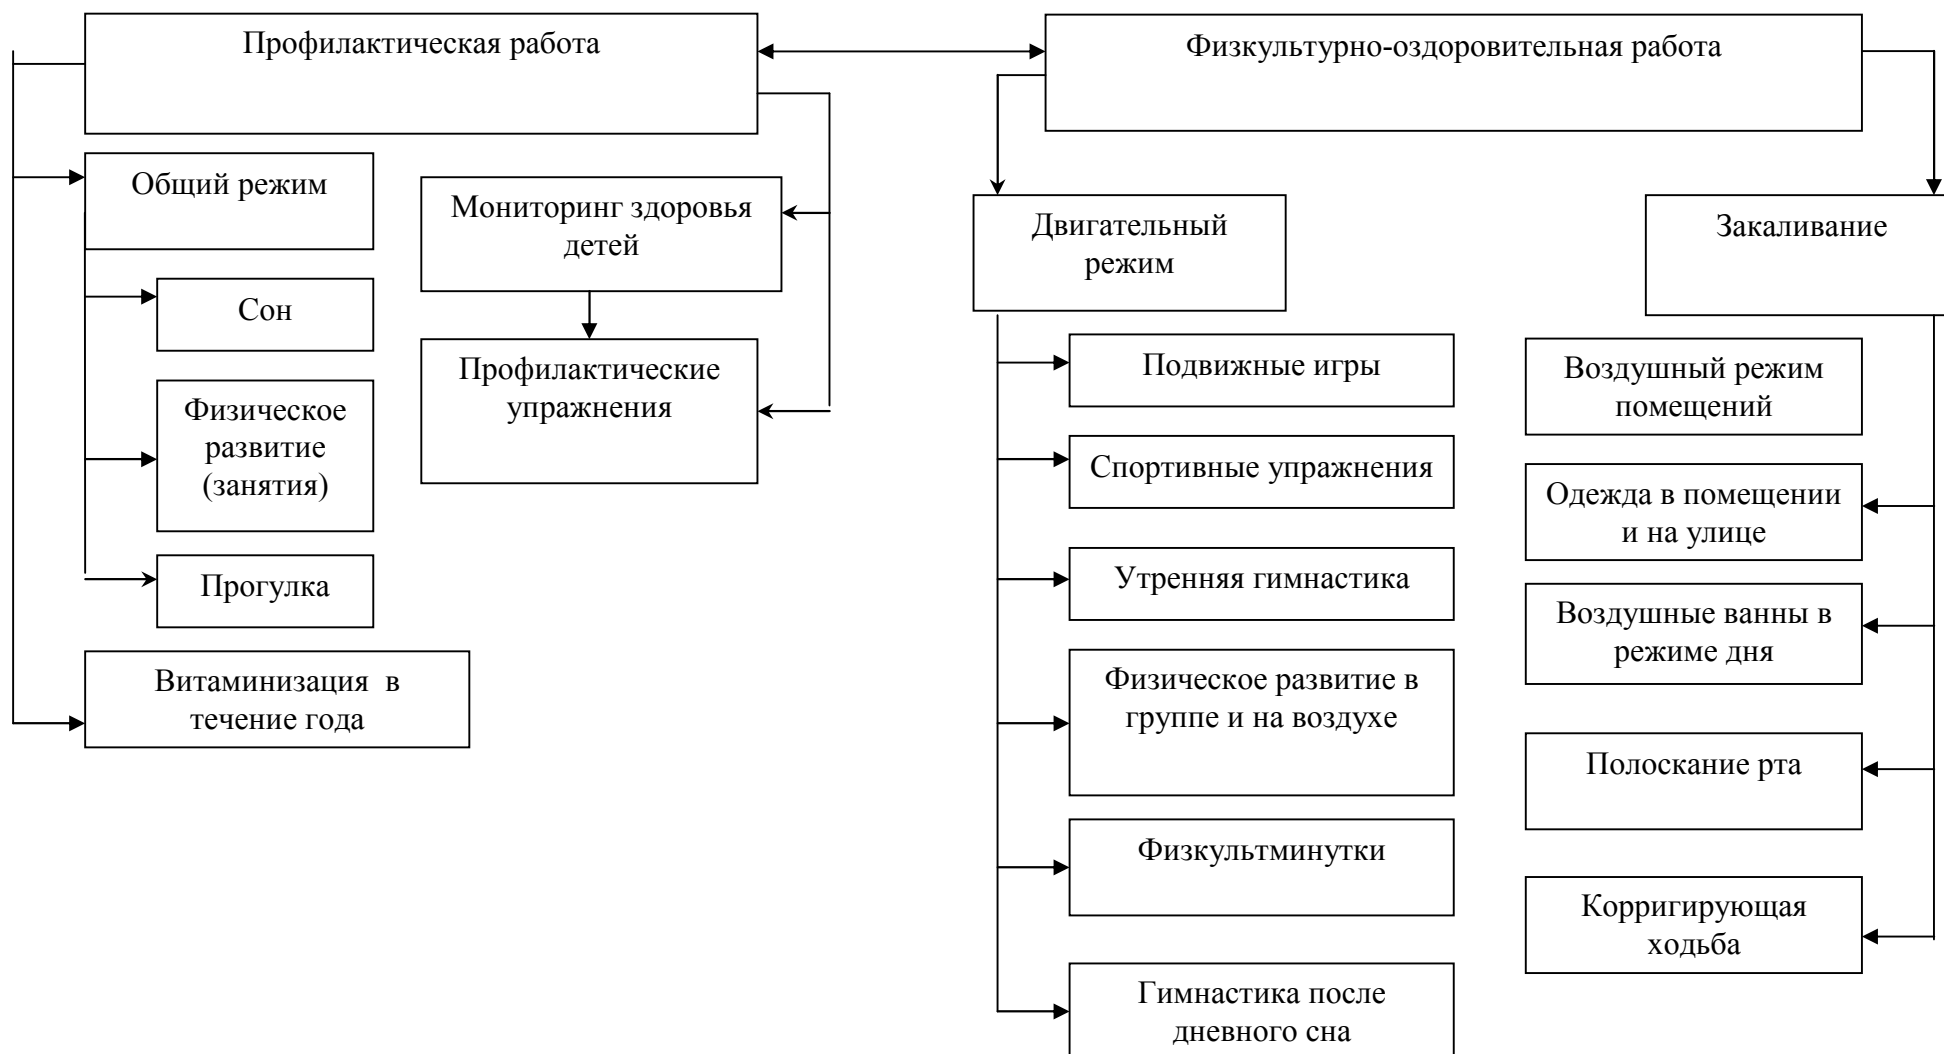 Профилактическая работа
Физкультурно-оздоровительная работа
Общий режим
Мониторинг здоровья
детей
Двигательный
режим
Закаливание
Сон
Профилактические
упражнения
Физическое
развитие
(занятия)
Прогулка
Витаминизация в
течение года
Подвижные игры
Спортивные упражнения
Утренняя гимнастика
Физическое развитие в
группе и на воздухе
Физкультминутки
Гимнастика после
дневного сна
Воздушный режим
помещений
Одежда в помещении
и на улице
Воздушные ванны в
режиме дня
Полоскание рта
Корригирующая
ходьба